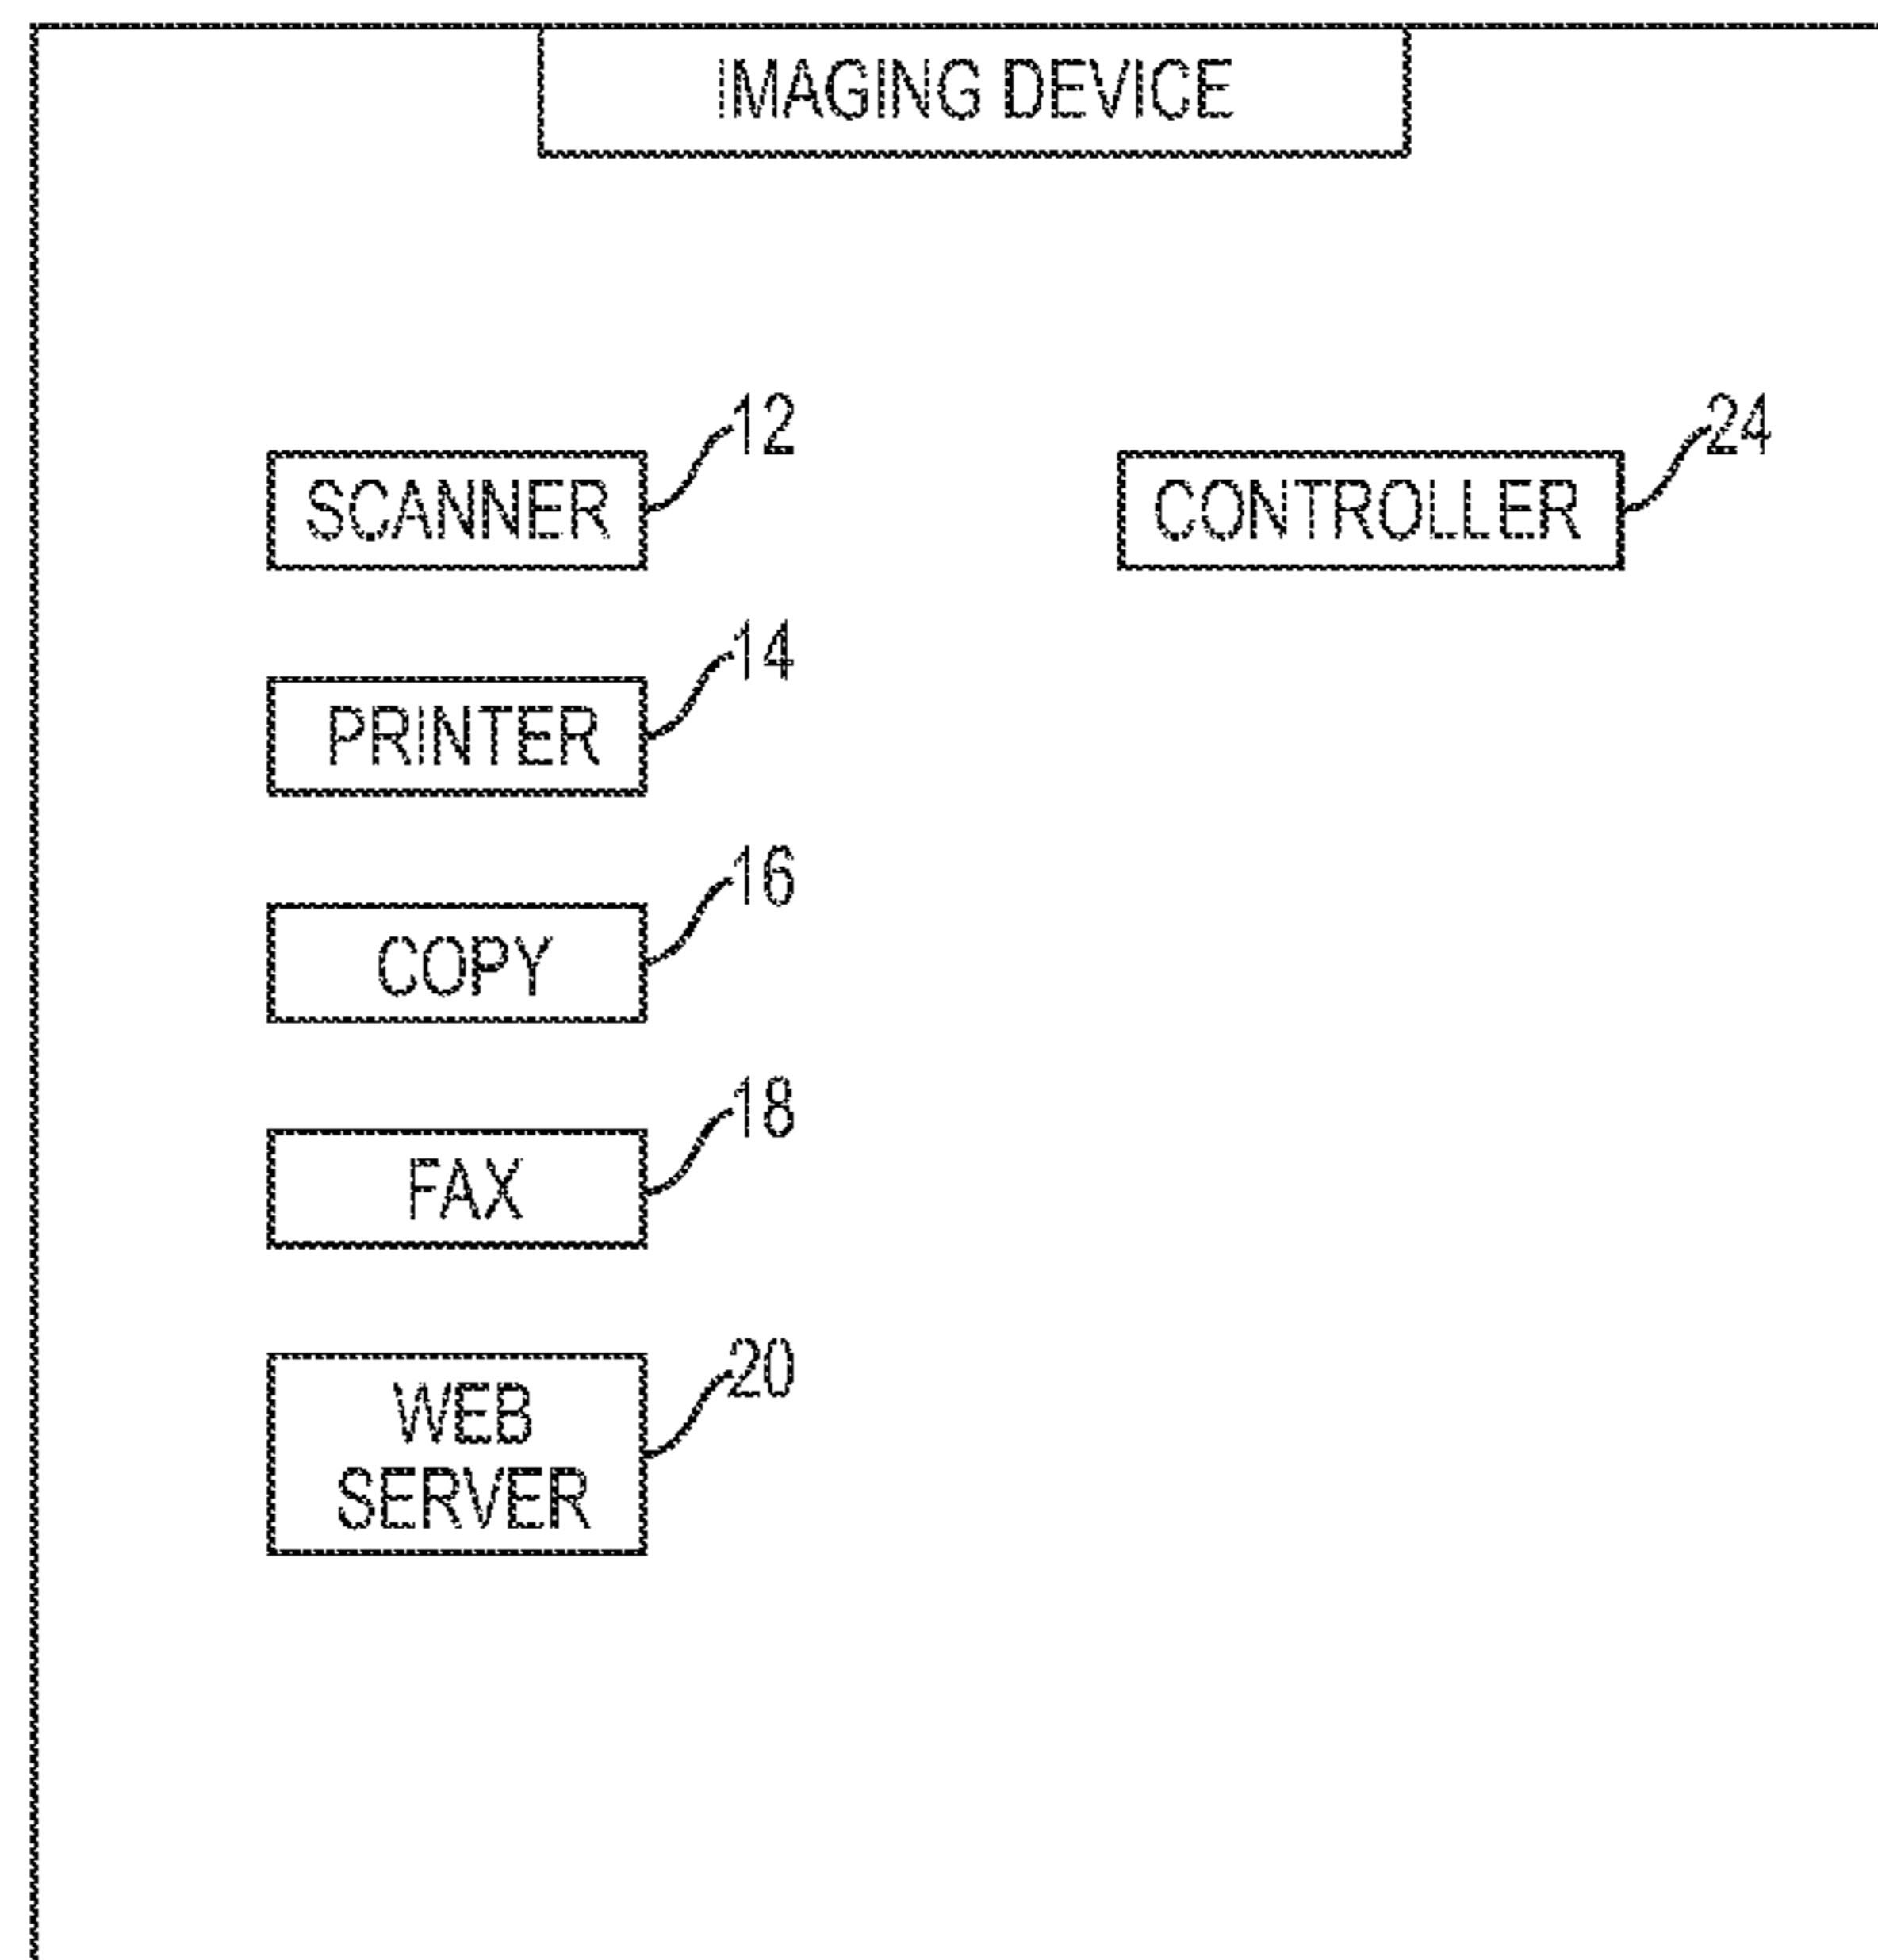 IMAGING DEVICE
12
SCANNER
24
CONTROLLER
14
PRINTER
16
COPY
18
FAX
20
WEB
SERVER